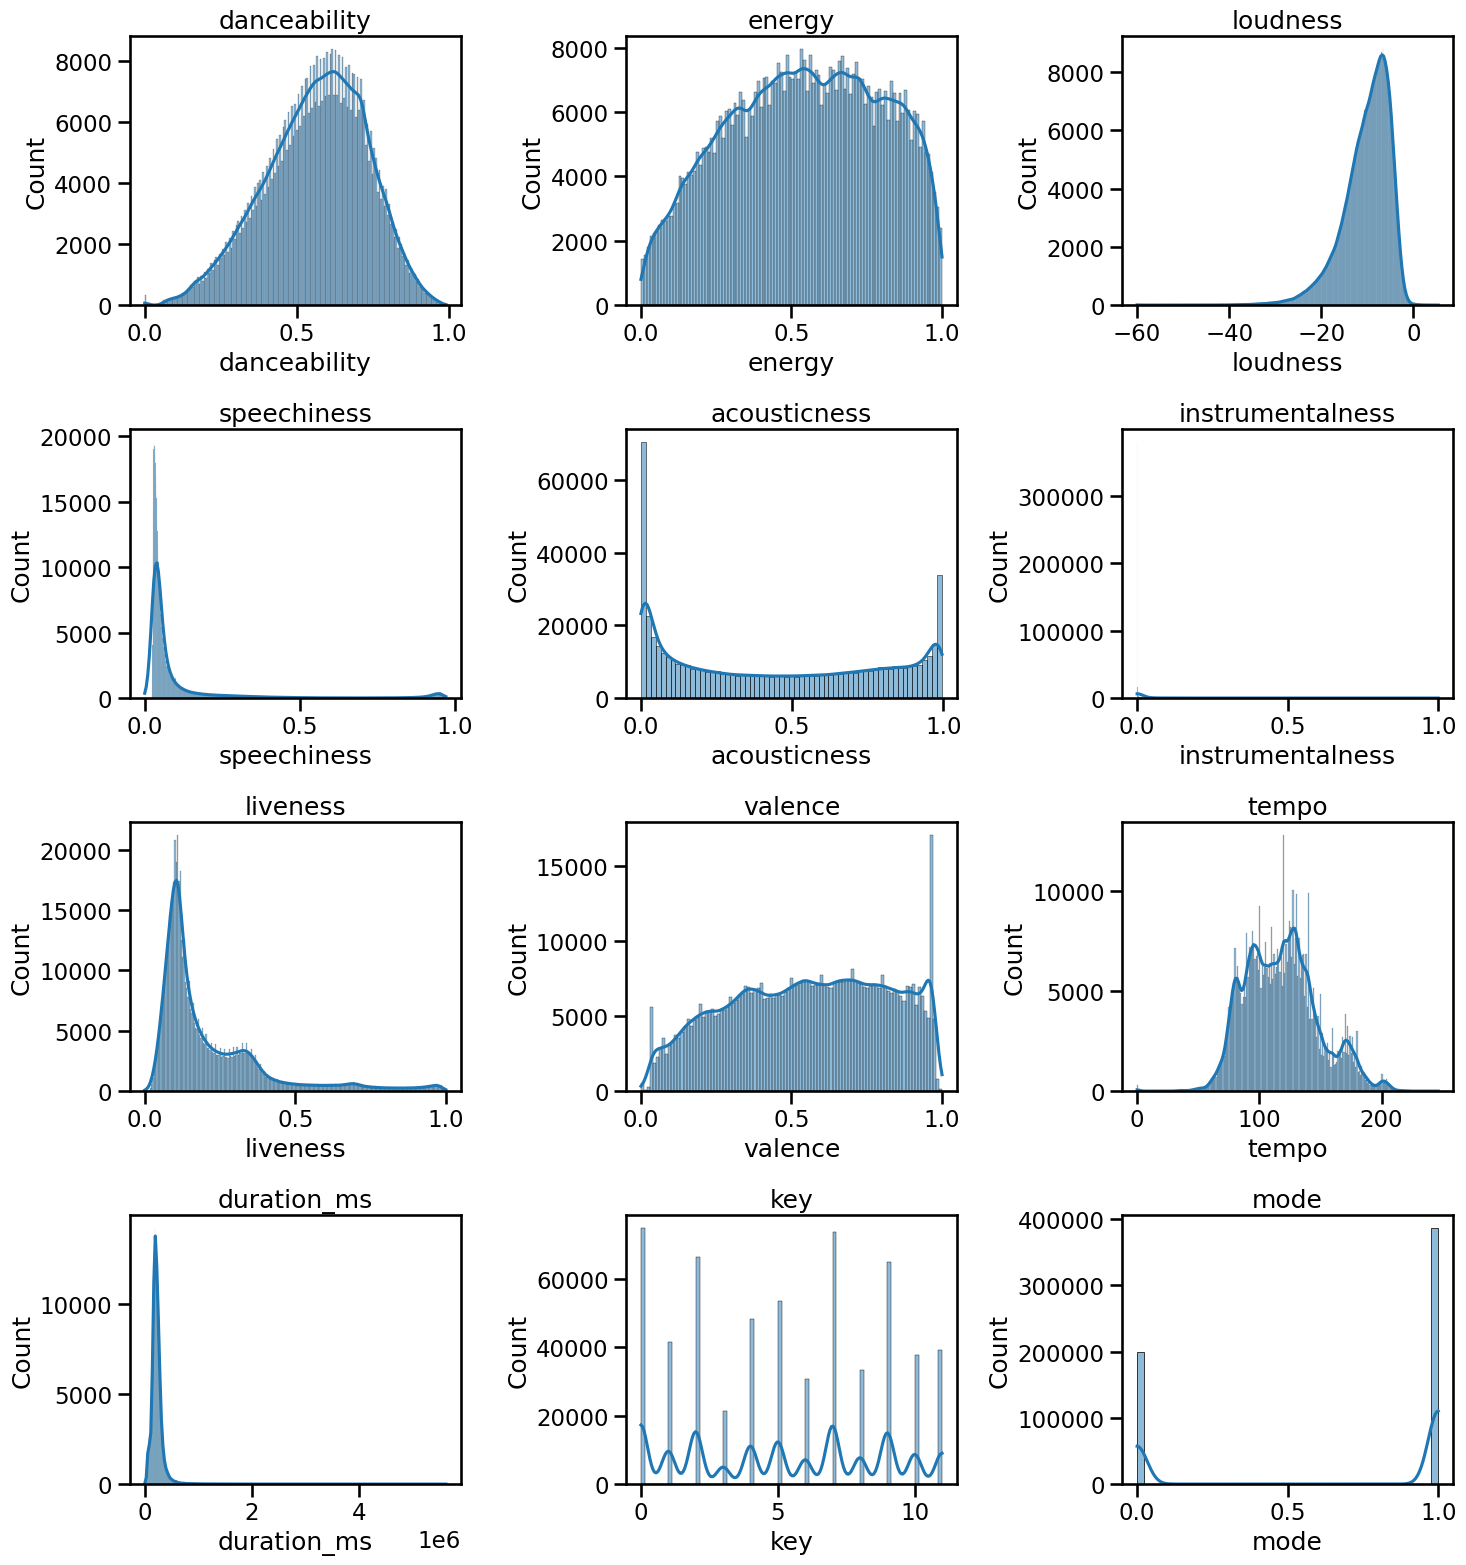 danceability
Count
8000
6000
4000
2000
0
0.0
0.5
1.0
danceability
energy
Count
8000
6000
4000
2000
0
0.0
0.5
1.0
energy
loudness
Count
8000
6000
4000
2000
0
−60
−40
−20
0
loudness
speechiness
Count
20000
15000
10000
5000
0
0.0
0.5
1.0
speechiness
acousticness
Count
60000
40000
20000
0
0.0
0.5
1.0
acousticness
instrumentalness
Count
300000
200000
100000
0
0.0
0.5
1.0
instrumentalness
liveness
Count
20000
15000
10000
5000
0
0.0
0.5
1.0
liveness
valence
Count
15000
10000
5000
0
0.0
0.5
1.0
valence
tempo
Count
10000
5000
0
0
100
200
tempo
duration_ms
Count
10000
5000
0
0
2
4
1e6
duration_ms
key
Count
60000
40000
20000
0
0
5
10
key
mode
Count
400000
300000
200000
100000
0
0.0
0.5
1.0
mode